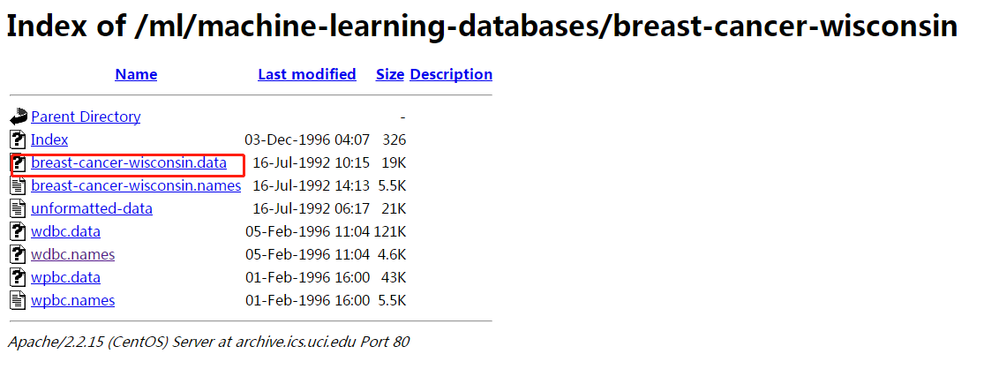 Index of /ml/machine-learning-databases/breast-cancer-wisconsin
Name Last modified Size Description
Parent Directory -
Index 03-Dec-1996 04:07 326
breast-cancer-wisconsin.data 16-Jul-1992 10:15 19K
breast-cancer-wisconsin.names 16-Jul-1992 14:13 5.5K
unformatted-data 16-Jul-1992 06:17 21K
wdbc.data 05-Feb-1996 11:04 121K
wdbc.names 05-Feb-1996 11:04 4.6K
wpbc.data 01-Feb-1996 16:00 43K
wpbc.names 01-Feb-1996 16:00 5.5K
Apache/2.2.15 (CentOS) Server at archive.ics.uci.edu Port 80